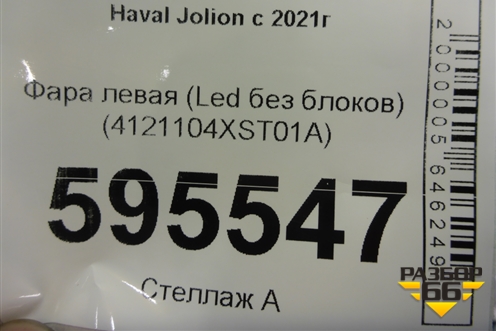 Haval Jolion с 2021г
Фара левая (Led без блоков)
(4121104XST01A)
595547
Стеллаж А
2000005646249
РАЗБОР
66